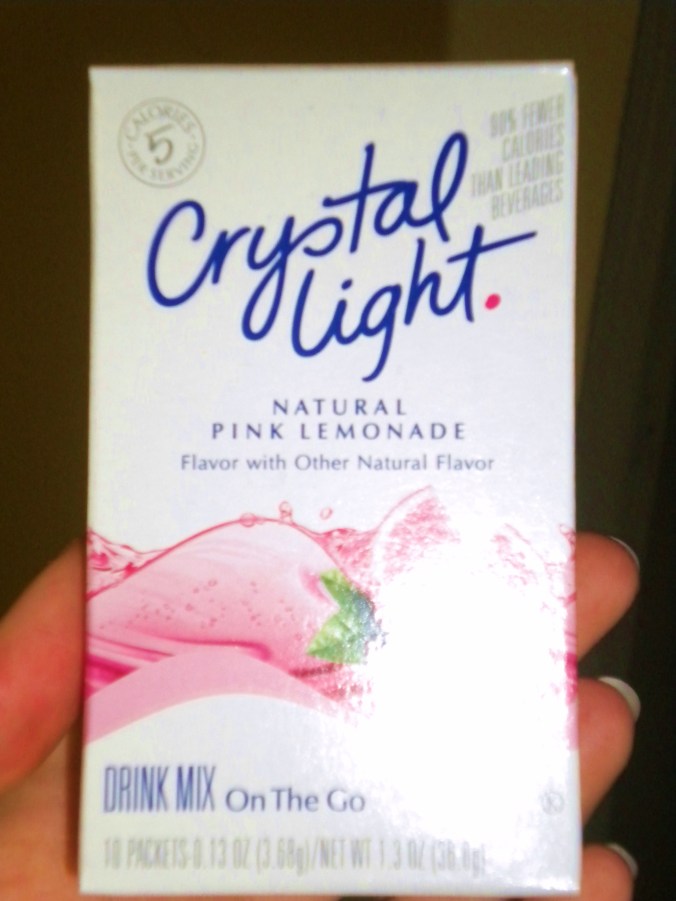 CALORIES
5
PER SERVING
90% FEWER
CALORIES
THAN LEADING
BEVERAGES
Crystal
Light.
NATURAL
PINK LEMONADE
Flavor with Other Natural Flavor
DRINK MIX On The Go
10 PACKETS 0.13 OZ (3.68g)/NET WT 1.3 OZ (36.8g)